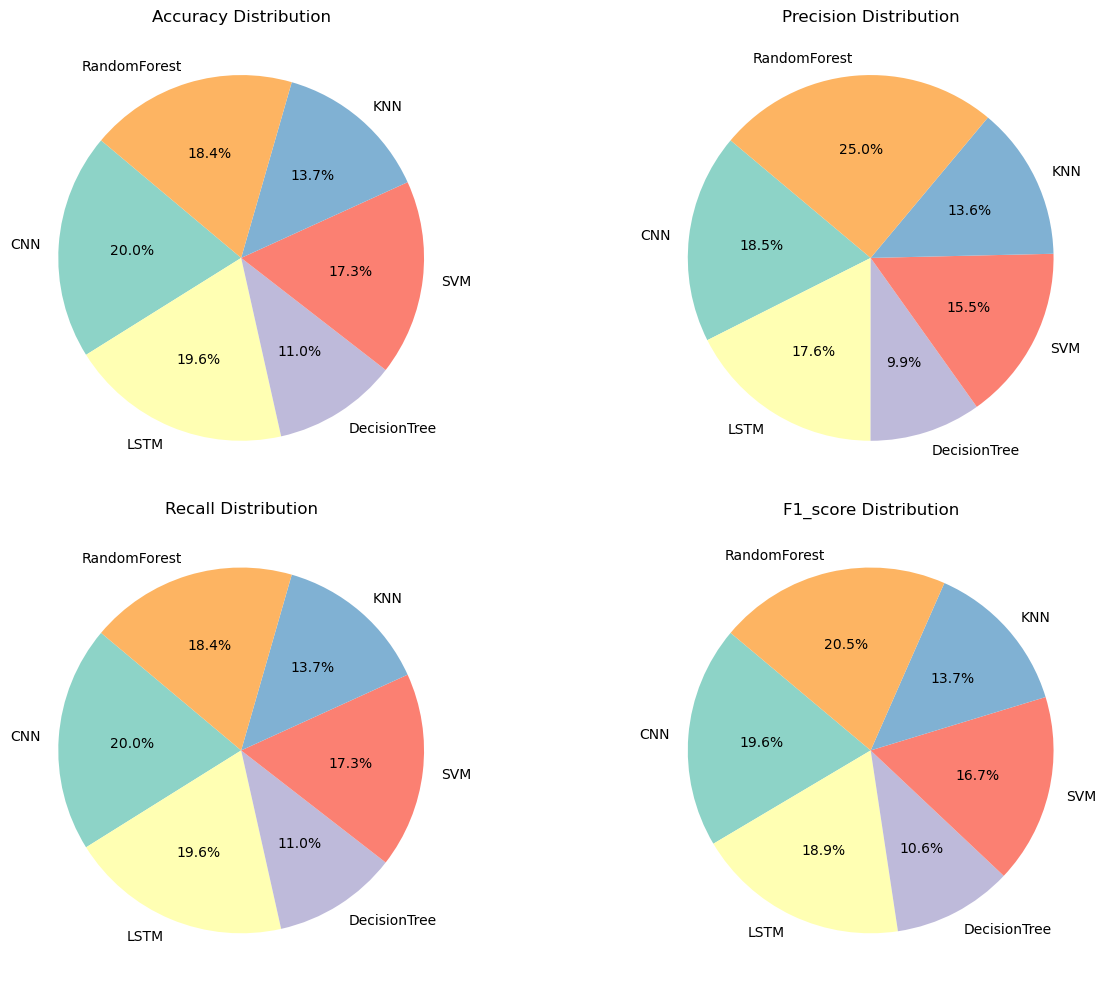 Accuracy Distribution
RandomForest
KNN
CNN
SVM
LSTM
DecisionTree
18.4%
13.7%
20.0%
17.3%
19.6%
11.0%
Precision Distribution
RandomForest
KNN
CNN
SVM
LSTM
DecisionTree
25.0%
13.6%
18.5%
15.5%
17.6%
9.9%
Recall Distribution
RandomForest
KNN
CNN
SVM
LSTM
DecisionTree
18.4%
13.7%
20.0%
17.3%
19.6%
11.0%
F1_score Distribution
RandomForest
KNN
CNN
SVM
LSTM
DecisionTree
20.5%
13.7%
19.6%
16.7%
18.9%
10.6%